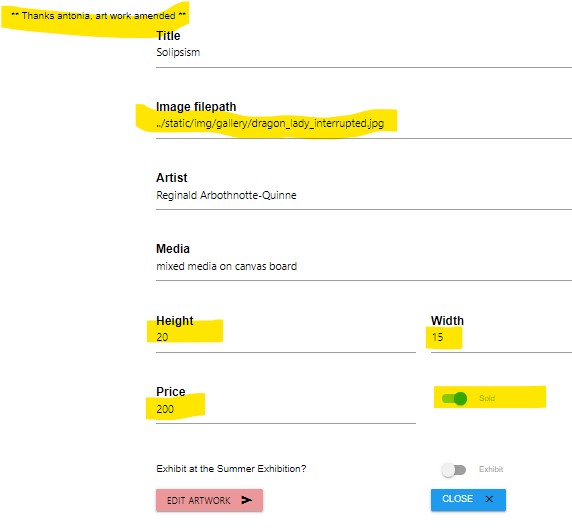 ** Thanks antonia, art work amended **
Title
Solipsism
Image filepath
../static/img/gallery/dragon_lady_interrupted.jpg
Artist
Reginald Arbothnotte-Quinne
Media
mixed media on canvas board
Height Width
20 15
Price
200 Sold
Exhibit at the Summer Exhibition? Exhibit
EDIT ARTWORK CLOSE